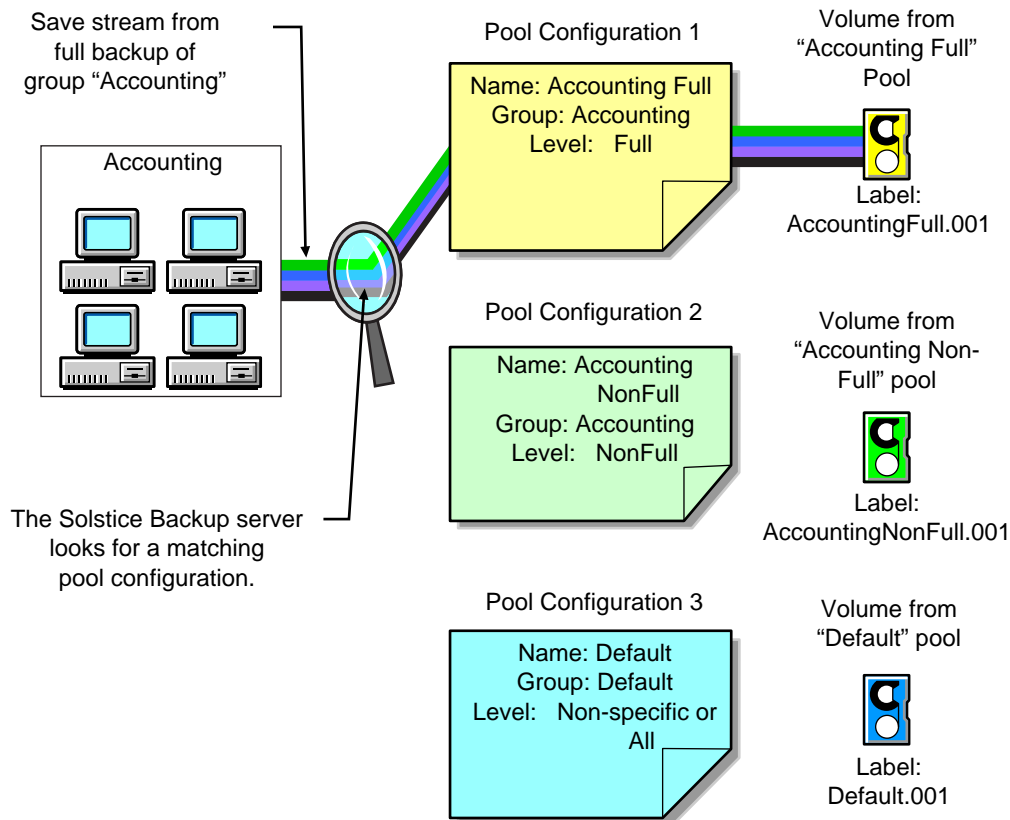 Save stream from
full backup of
group “Accounting”
Accounting
The Solstice Backup server
looks for a matching
pool configuration.
Pool Configuration 1
Name: Accounting Full
Group: Accounting
Level: Full
Volume from
“Accounting Full”
Pool
Label:
AccountingFull.001
Pool Configuration 2
Name: Accounting
NonFull
Group: Accounting
Level: NonFull
Volume from
“Accounting Non-
Full” pool
Label:
AccountingNonFull.001
Pool Configuration 3
Name: Default
Group: Default
Level: Non-specific or
All
Volume from
“Default” pool
Label:
Default.001